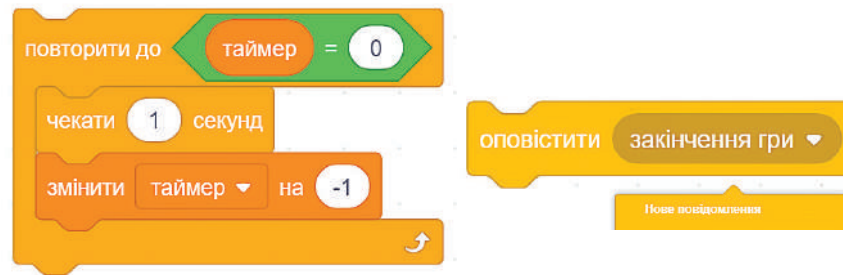 повторити до таймер = 0
чекати 1 секунд
змінити таймер на -1
оповістити закінчення гри
Нове повідомлення